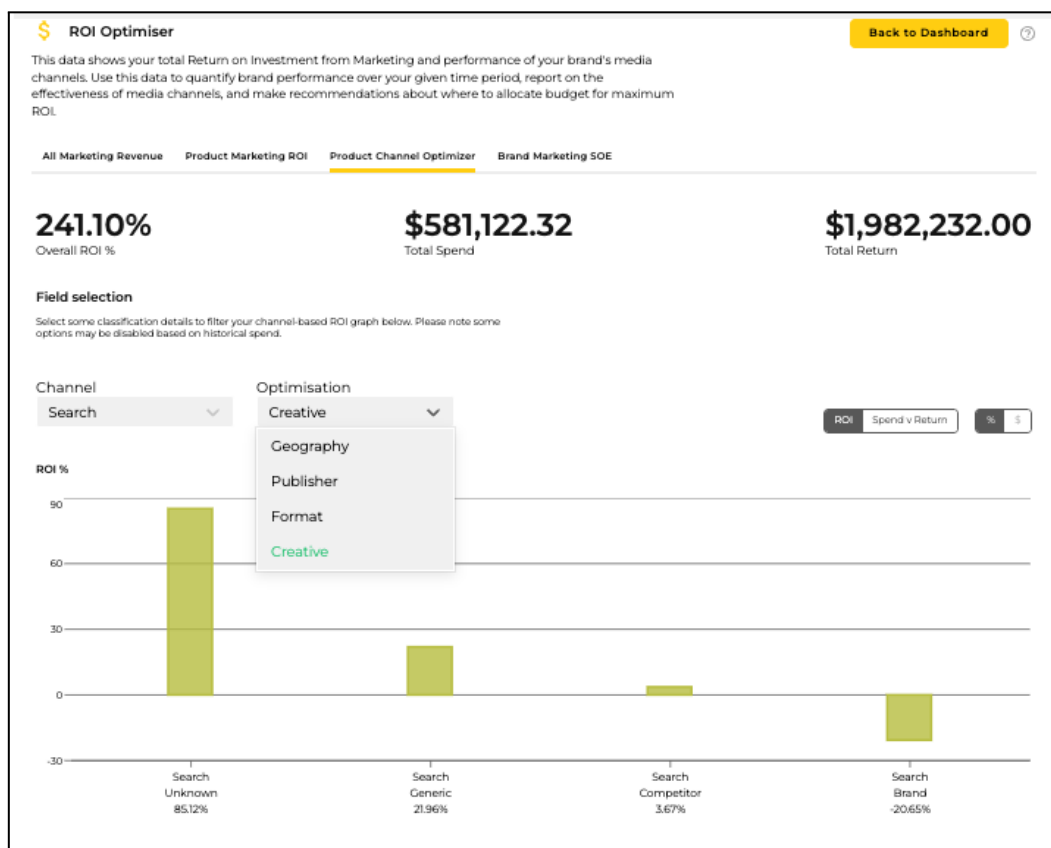 $ ROI Optimiser
Back to Dashboard ?
This data shows your total Return on Investment from Marketing and performance of your brand's media
channels. Use this data to quantify brand performance over your given time period, report on the
effectiveness of media channels, and make recommendations about where to allocate budget for maximum
ROI.
All Marketing Revenue Product Marketing ROI Product Channel Optimizer Brand Marketing SOE
241.10% $581,122.32 $1,982,232.00
Overall ROI % Total Spend Total Return
Field selection
Select some classification details to filter your channel-based ROI graph below. Please note some
options may be disabled based on historical spend.
Channel Optimisation
Search Creative
ROI Spend v Return % $
Geography
Publisher
Format
Creative
ROI %
90
60
30
0
-30
Search Search Search Search
Unknown Generic Competitor Brand
85.12% 21.96% 3.67% -20.65%